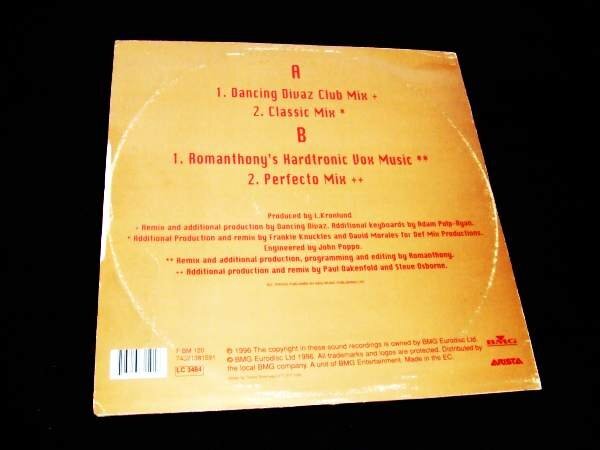 A
1. Dancing Divaz Club Mix +
2. Classic Mix *
B
1. Romanthony's Hardtronic Vox Music **
2. Perfecto Mix ++
Produced by L.Kronlund
+ Remix and additional production by Dancing Divaz. Additional keyboards by Adam Pulp-Ryan.
* Additional Production and remix by Frankie Knuckles and David Morales for Def Mix Productions.
Engineered by John Poppo.
** Remix and additional production, programming and editing by Romanthony.
++ Additional production and remix by Paul Oakenfold and Steve Osborne.
LC 3484
℗ 1996 The copyright in these sound recordings is owned by BMG Eurodisc Ltd
© BMG Eurodisc Ltd 1996. All trademarks and logos are protected. Distributed by
the local BMG company. A unit of BMG Entertainment. Made in the EC.
BMG
ARISTA